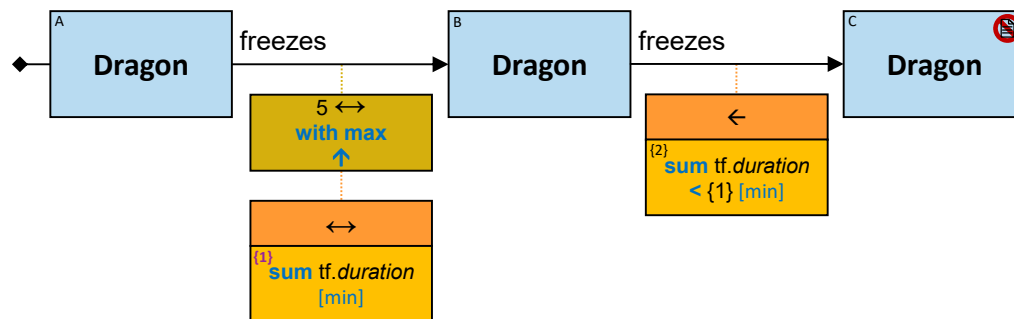 A
Dragon
freezes
B
Dragon
freezes
C
Dragon
5 ↔
with max
↑
←
{2}
sum tf.duration
< {1} [min]
↔
{1}
sum tf.duration
[min]